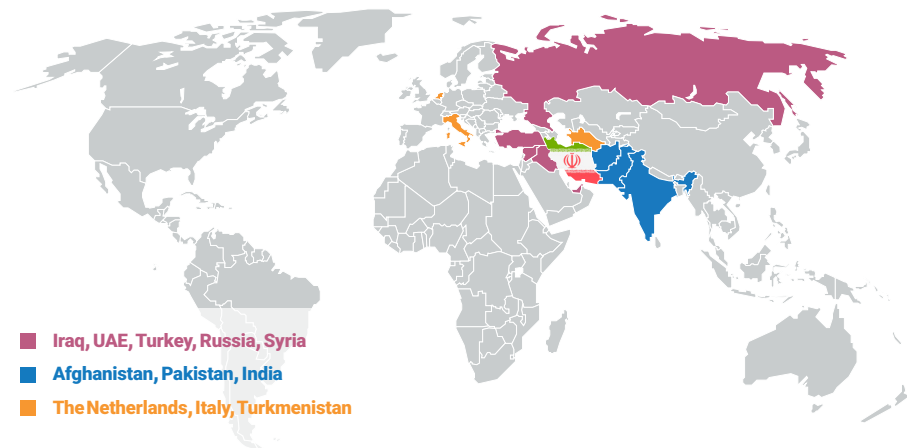 Iraq, UAE, Turkey, Russia, Syria
Afghanistan, Pakistan, India
The Netherlands, Italy, Turkmenistan